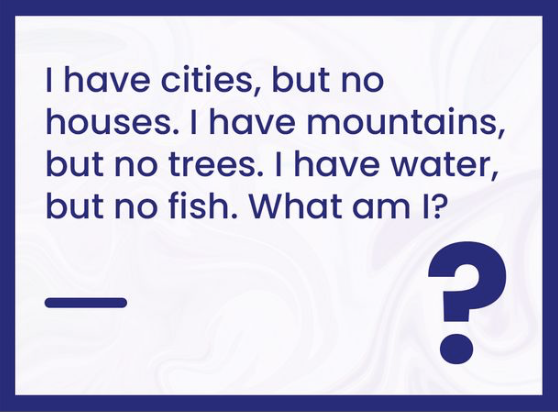 I have cities, but no
houses. I have mountains,
but no trees. I have water,
but no fish. What am I?
?